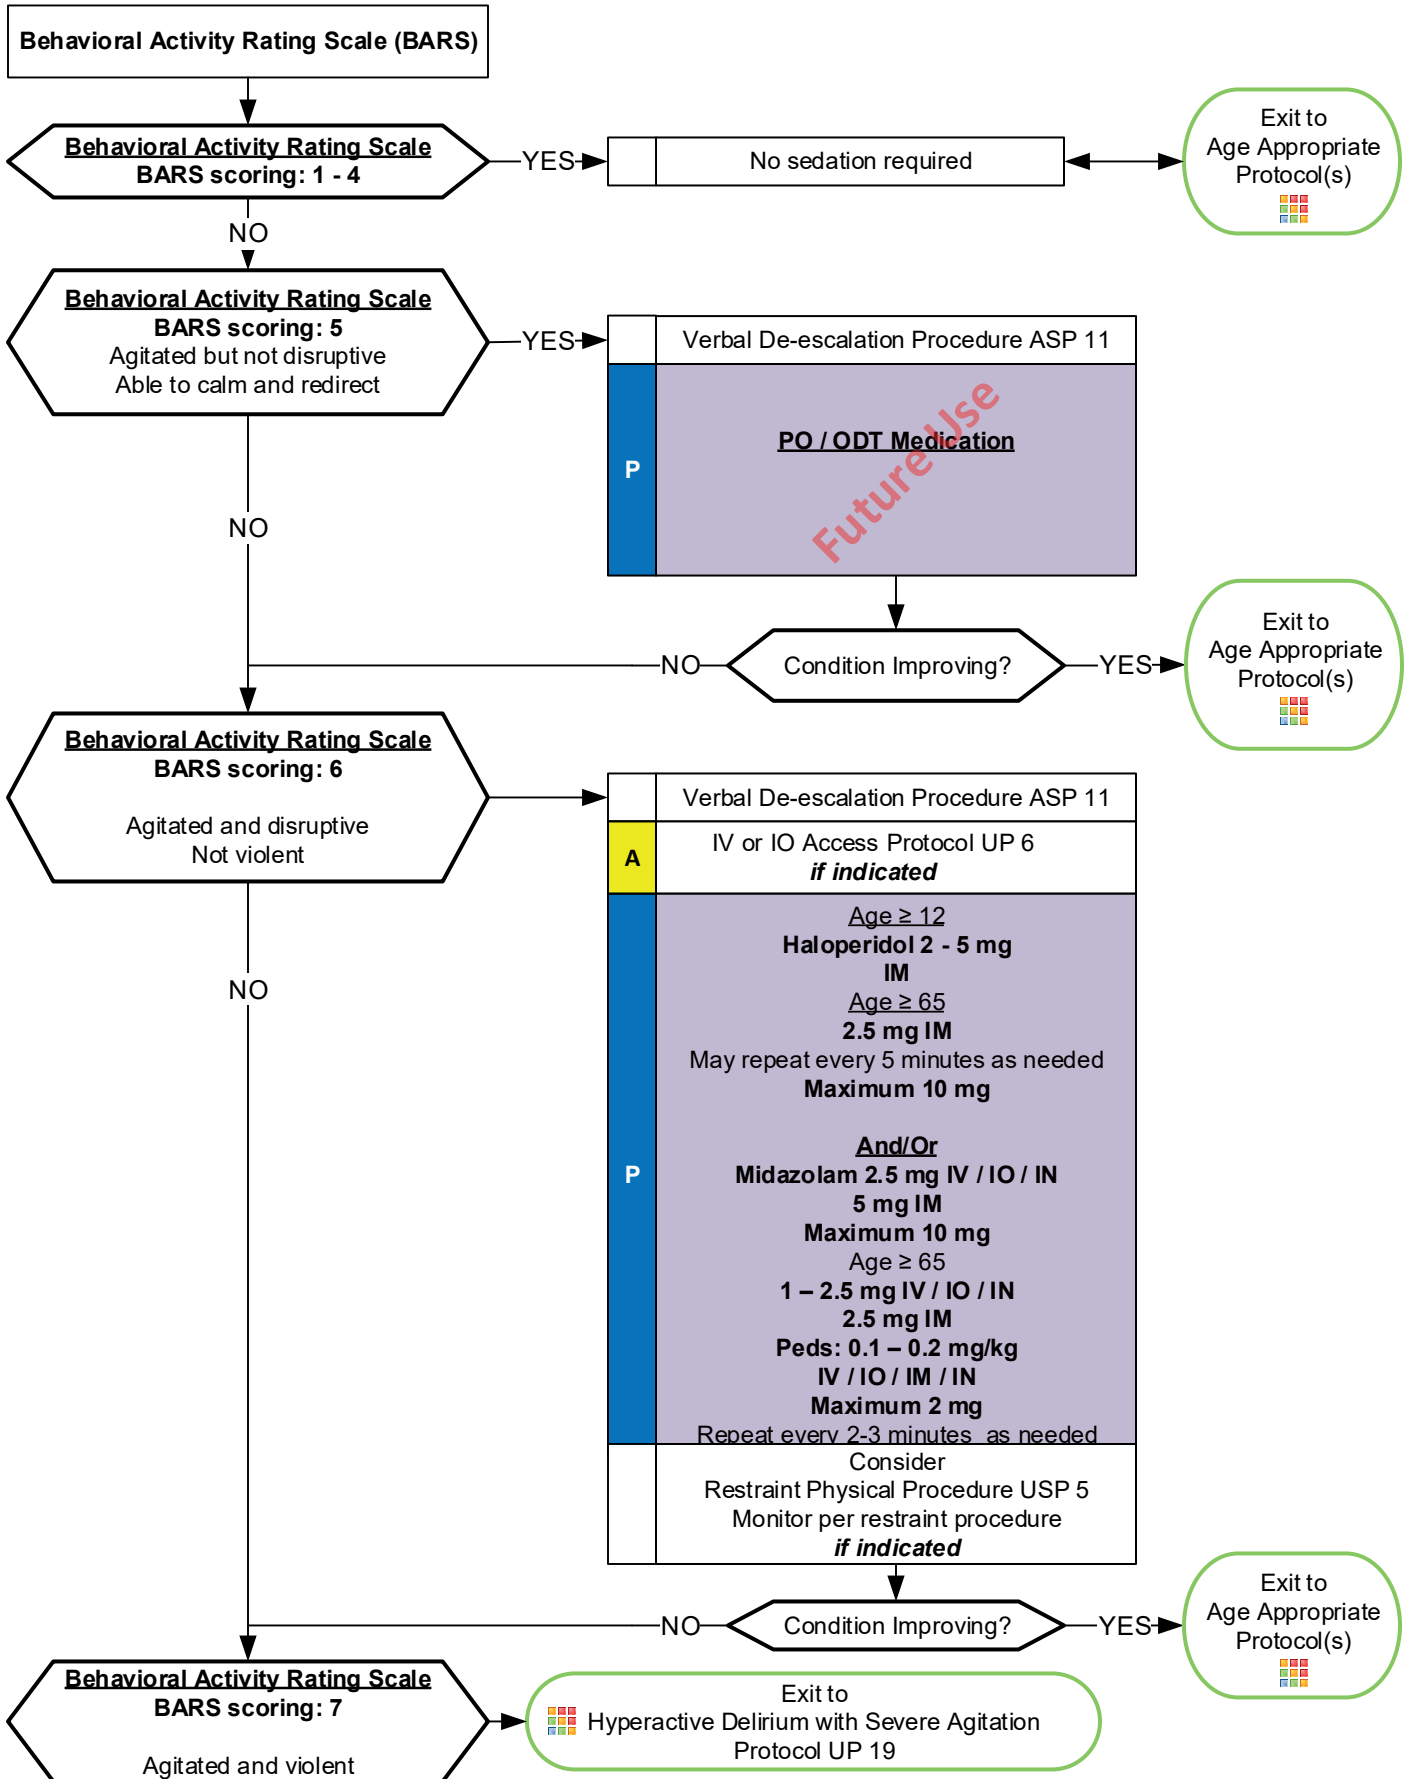 Behavioral Activity Rating Scale (BARS)
Behavioral Activity Rating Scale
BARS scoring: 1 - 4
YES
No sedation required
Exit to
Age Appropriate
Protocol(s)
NO
Behavioral Activity Rating Scale
BARS scoring: 5
Agitated but not disruptive
Able to calm and redirect
YES
Verbal De-escalation Procedure ASP 11
P
PO / ODT Medication
Future Use
NO
Condition Improving?
NO
YES
Exit to
Age Appropriate
Protocol(s)
Behavioral Activity Rating Scale
BARS scoring: 6
Agitated and disruptive
Not violent
Verbal De-escalation Procedure ASP 11
A
IV or IO Access Protocol UP 6
if indicated
P
Age ≥ 12
Haloperidol 2 - 5 mg
IM
Age ≥ 65
2.5 mg IM
May repeat every 5 minutes as needed
Maximum 10 mg
And/Or
Midazolam 2.5 mg IV / IO / IN
5 mg IM
Maximum 10 mg
Age ≥ 65
1 – 2.5 mg IV / IO / IN
2.5 mg IM
Peds: 0.1 – 0.2 mg/kg
IV / IO / IM / IN
Maximum 2 mg
Repeat every 2-3 minutes as needed
Consider
Restraint Physical Procedure USP 5
Monitor per restraint procedure
if indicated
NO
Condition Improving?
NO
YES
Exit to
Age Appropriate
Protocol(s)
Behavioral Activity Rating Scale
BARS scoring: 7
Agitated and violent
Exit to
Hyperactive Delirium with Severe Agitation
Protocol UP 19